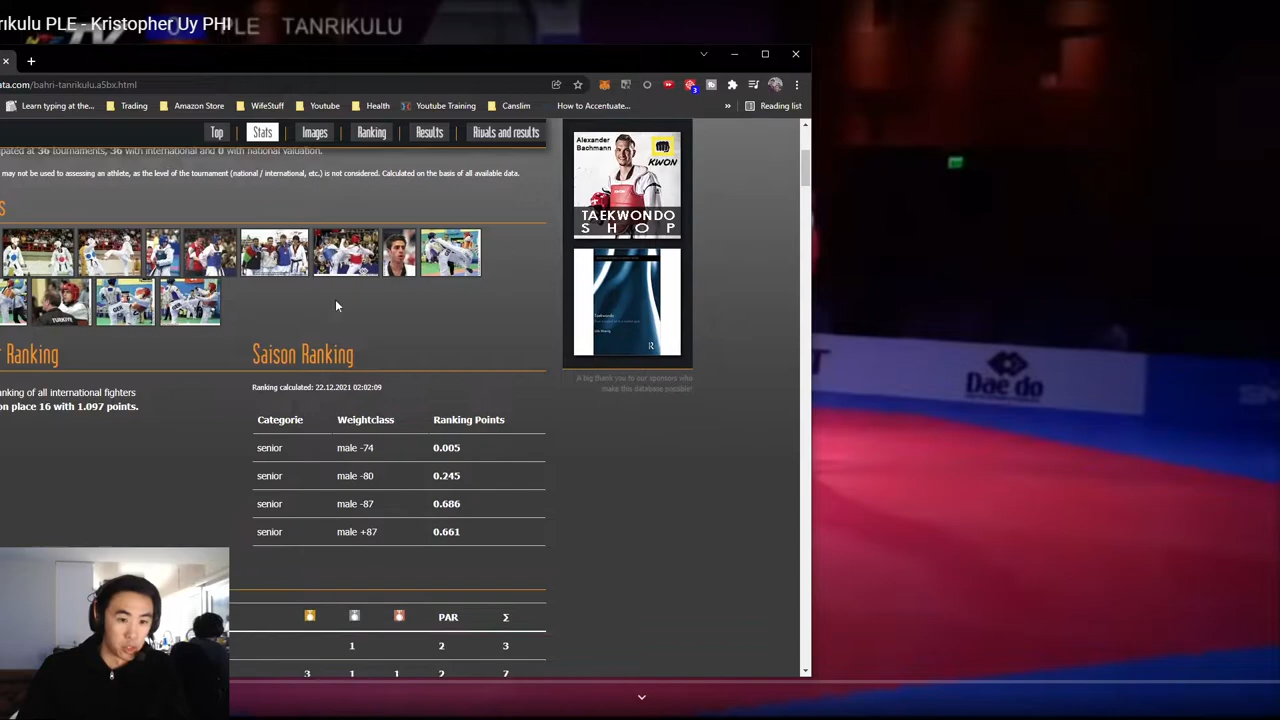 rikulu PLE - Kristopher Uy PHI
PLE TANRIKULU
ata.com/bahri-tanrikulu.a5bx.html
Learn typing at the...
Trading
Amazon Store
WifeStuff
Youtube
Health
Youtube Training
Canslim
How to Accentuate...
»
Reading list
3
Top | Stats | Images | Ranking | Results | Rivals and results
ipated at 36 tournaments, 36 with international and 0 with national valuation.
may not be used to assessing an athlete, as the level of the tournament (national / international, etc.) is not considered. Calculated on the basis of all available data.
s
TURKIYE
GER
Alexander
Bachmann
KWON
TAEKWONDO
SHOP
Taekwondo
R
A big thank you to our sponsors who
make this database possible!
r Ranking
anking of all international fighters
on place 16 with 1.097 points.
Saison Ranking
Ranking calculated: 22.12.2021 02:02:09
Categorie Weightclass Ranking Points
senior male -74 0.005
senior male -80 0.245
senior male -87 0.686
senior male +87 0.661
PAR Σ
1 2 3
3 1 1 2 7
Dae do